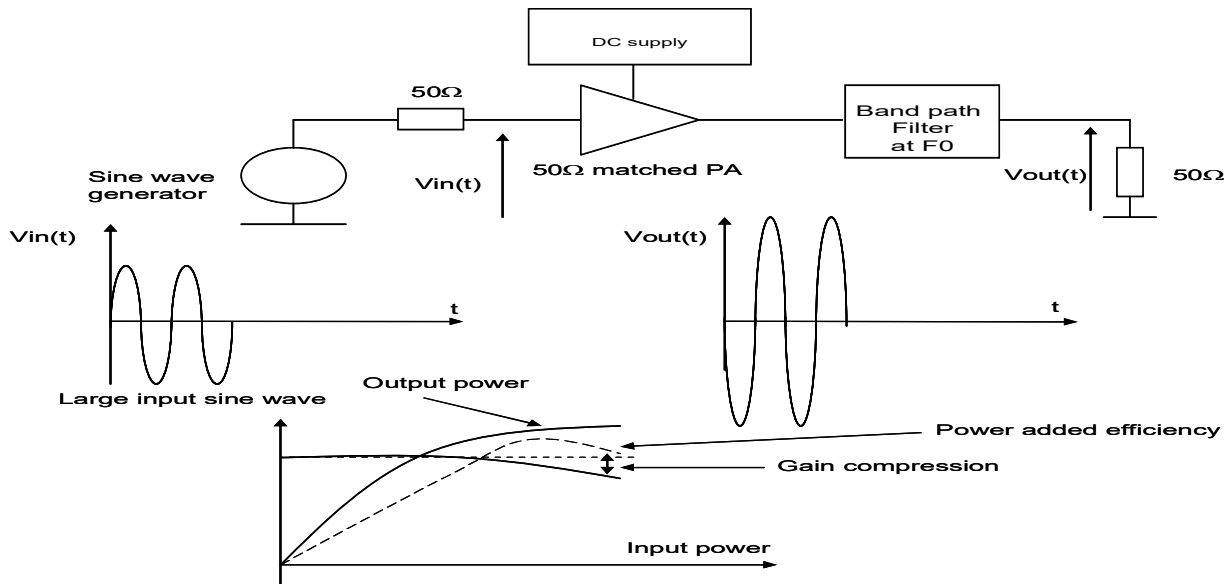 DC supply
50Ω
Band path
Filter
at F0
Sine wave
generator
Vin(t)
50Ω matched PA
Vout(t)
50Ω
Vin(t)
t
Large input sine wave
Vout(t)
t
Output power
Power added efficiency
Gain compression
Input power